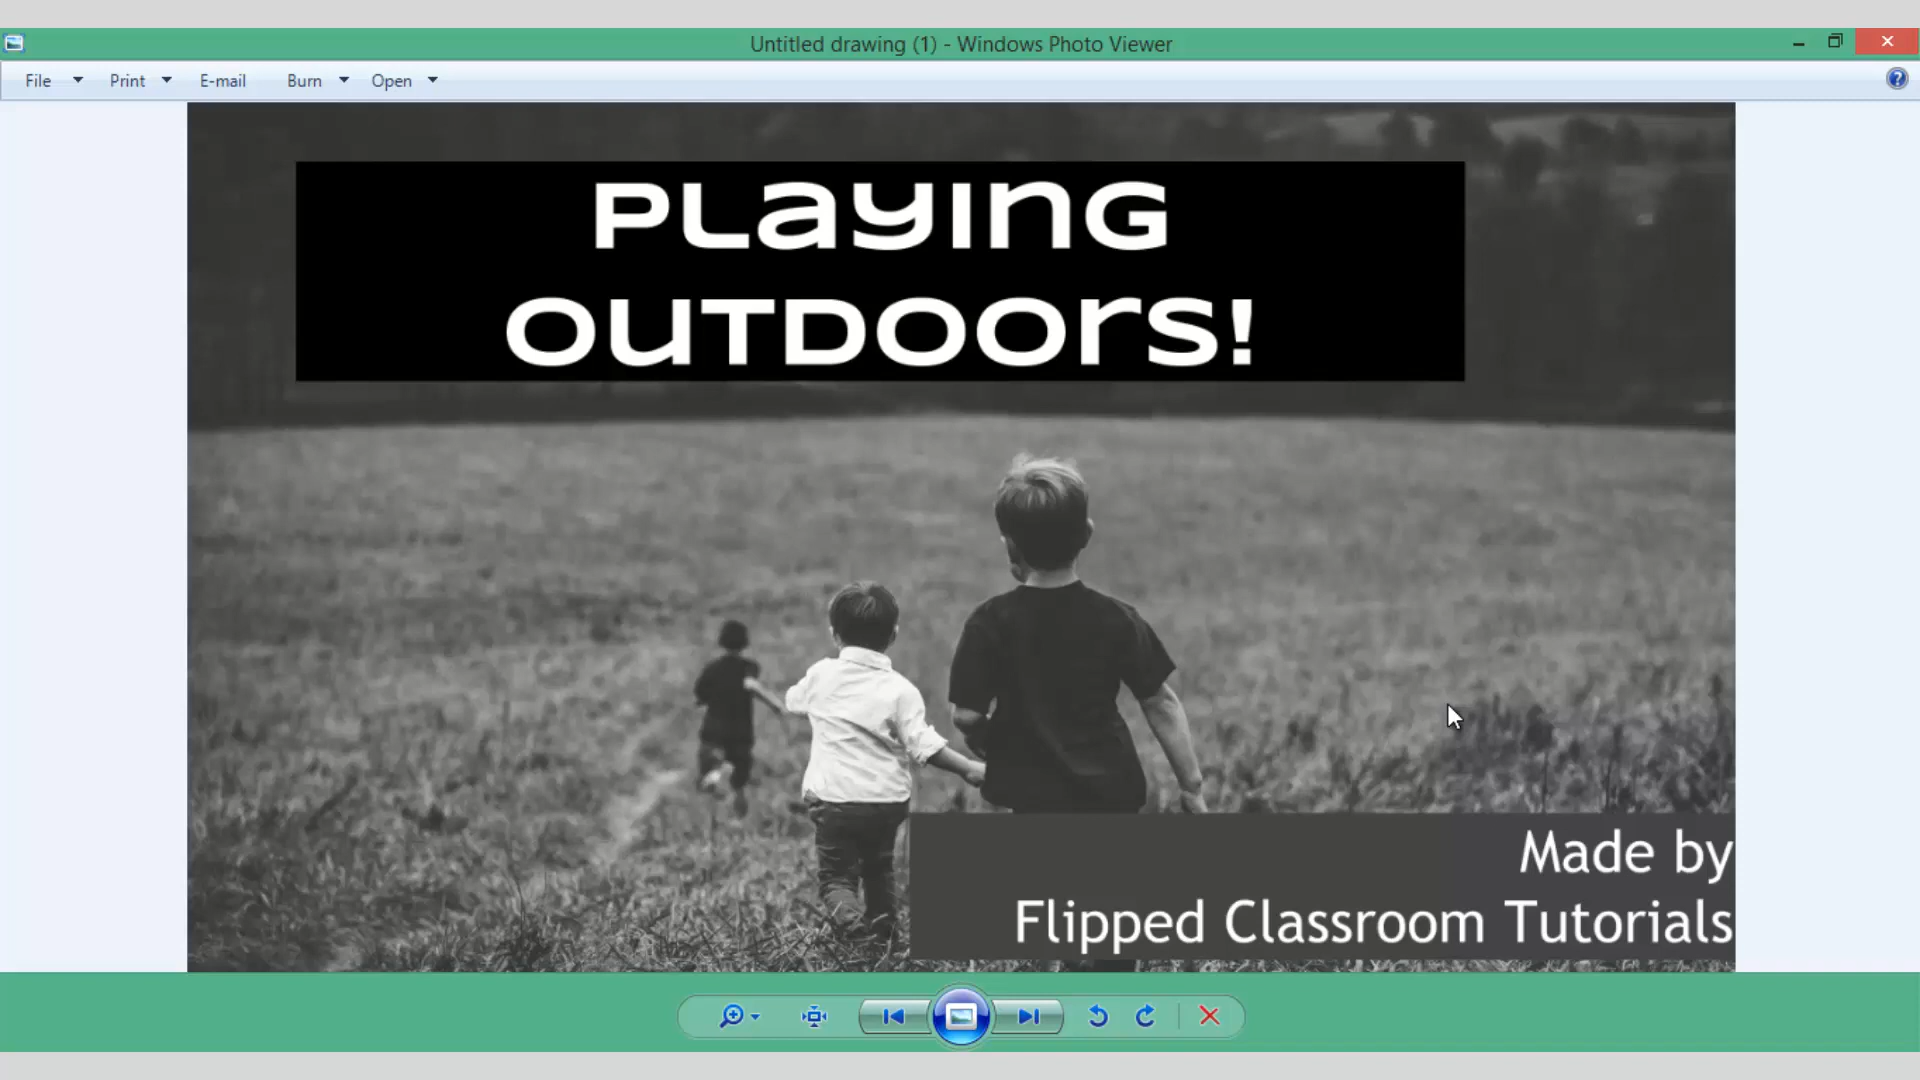 Untitled drawing (1) - Windows Photo Viewer
File Print E-mail Burn Open
Playing
Outdoors!
Made by
Flipped Classroom Tutorials